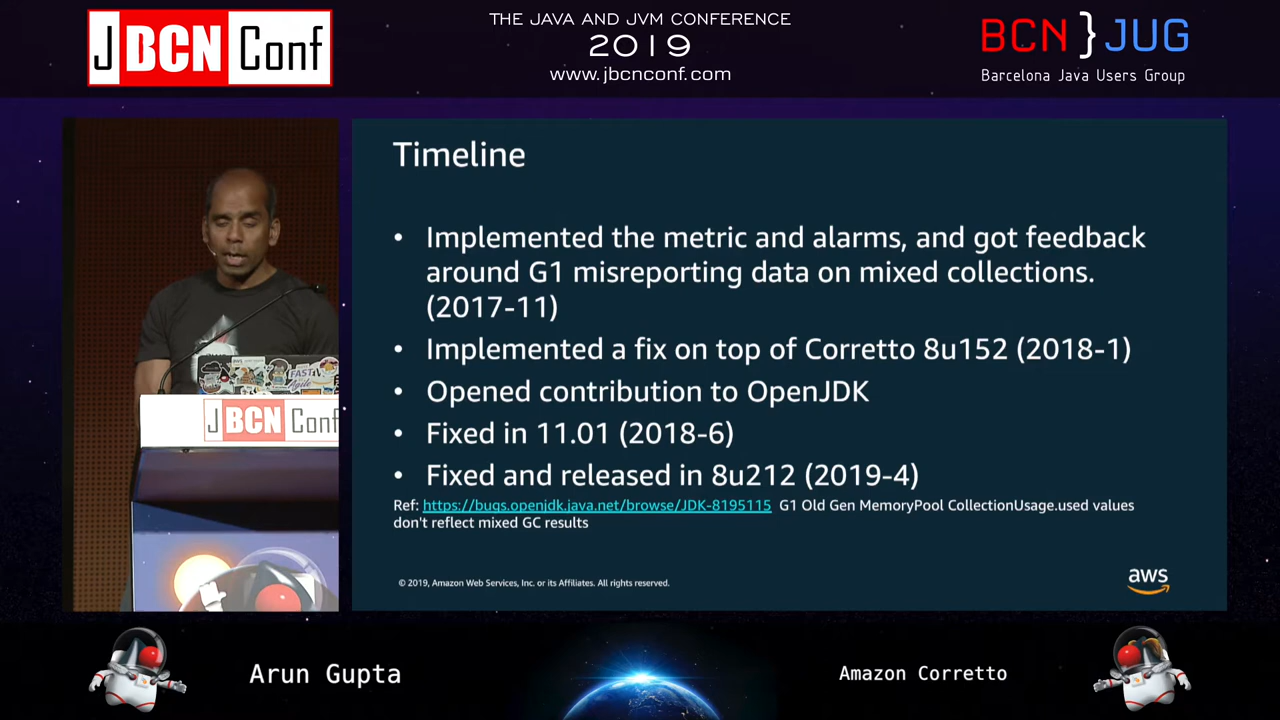 JBCNConf
THE JAVA AND JVM CONFERENCE
2019
www.jbcnconf.com
BCN}JUG
Barcelona Java Users Group
Timeline
• Implemented the metric and alarms, and got feedback
around G1 misreporting data on mixed collections.
(2017-11)
• Implemented a fix on top of Corretto 8u152 (2018-1)
• Opened contribution to OpenJDK
• Fixed in 11.01 (2018-6)
• Fixed and released in 8u212 (2019-4)
Ref: https://bugs.openjdk.java.net/browse/JDK-8195115 G1 Old Gen MemoryPool CollectionUsage.used values
don't reflect mixed GC results
© 2019, Amazon Web Services, Inc. or its Affiliates. All rights reserved.
aws
FAST
Agile
JBCNConf
Arun Gupta
Amazon Corretto